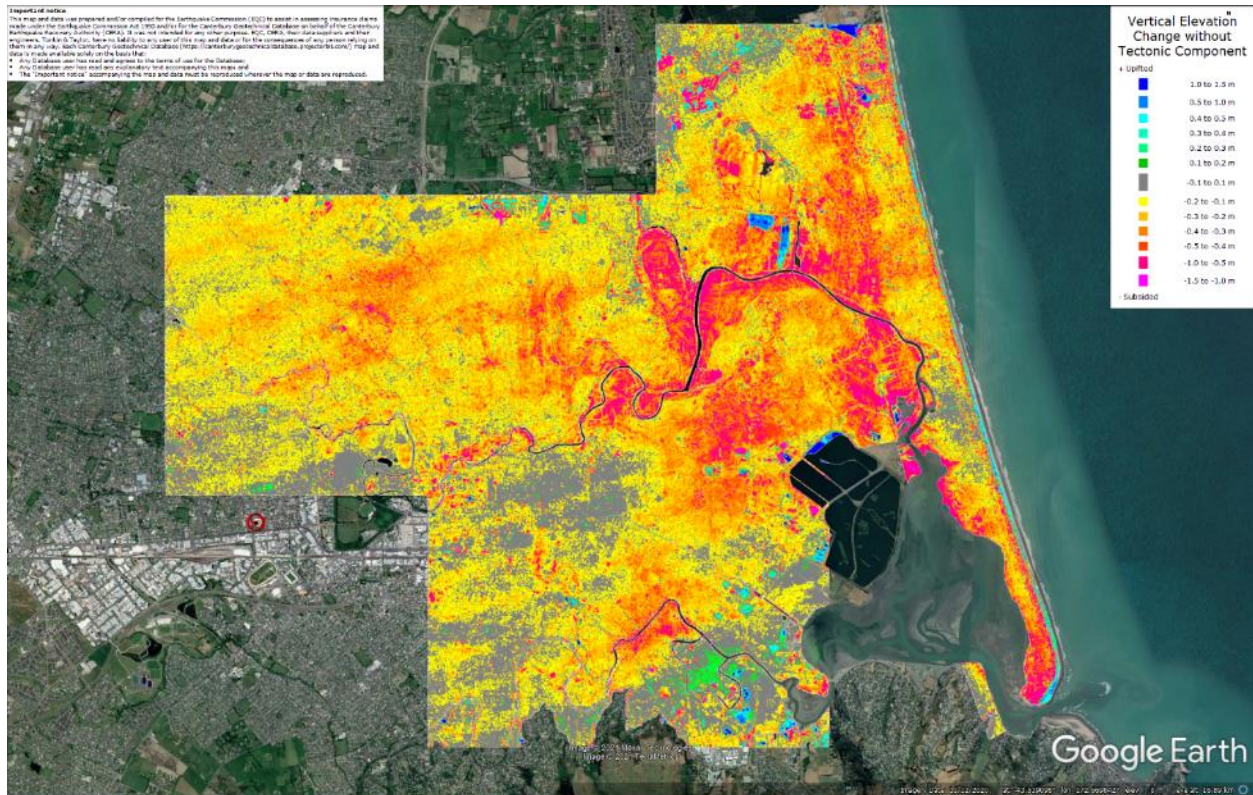 Important notice
This map and data was prepared and/or compiled for the Earthquake Commission (EQC) to assist in assessing insurance claims
made under the Earthquake Commission Act 1993 and/or for the Canterbury Geotechnical Database on behalf of the Canterbury
Earthquake Recovery Authority (CERA). It was not intended for any other purpose. EQC, CERA, their data suppliers and their
engineers, Tonkin & Taylor, have no liability to any user of this map and data or for the consequences of any person relying on
them in any way. Each Canterbury Geotechnical Database (https://canterburygeotechnicaldatabase.projectorbit.com/) map and
data is made available solely on the basis that:
• Any Database user has read and agrees to the terms of use for the Database;
• Any Database user has read any explanatory text accompanying this map; and
• The "Important notice" accompanying the map and data must be reproduced wherever the map or data are reproduced.
Vertical Elevation
Change without
Tectonic Component
+ Uplifted
1.0 to 1.5 m
0.5 to 1.0 m
0.4 to 0.5 m
0.3 to 0.4 m
0.2 to 0.3 m
0.1 to 0.2 m
-0.1 to 0.1 m
-0.2 to -0.1 m
-0.3 to -0.2 m
-0.4 to -0.3 m
-0.5 to -0.4 m
-1.0 to -0.5 m
-1.5 to -1.0 m
- Subsided
Google Earth